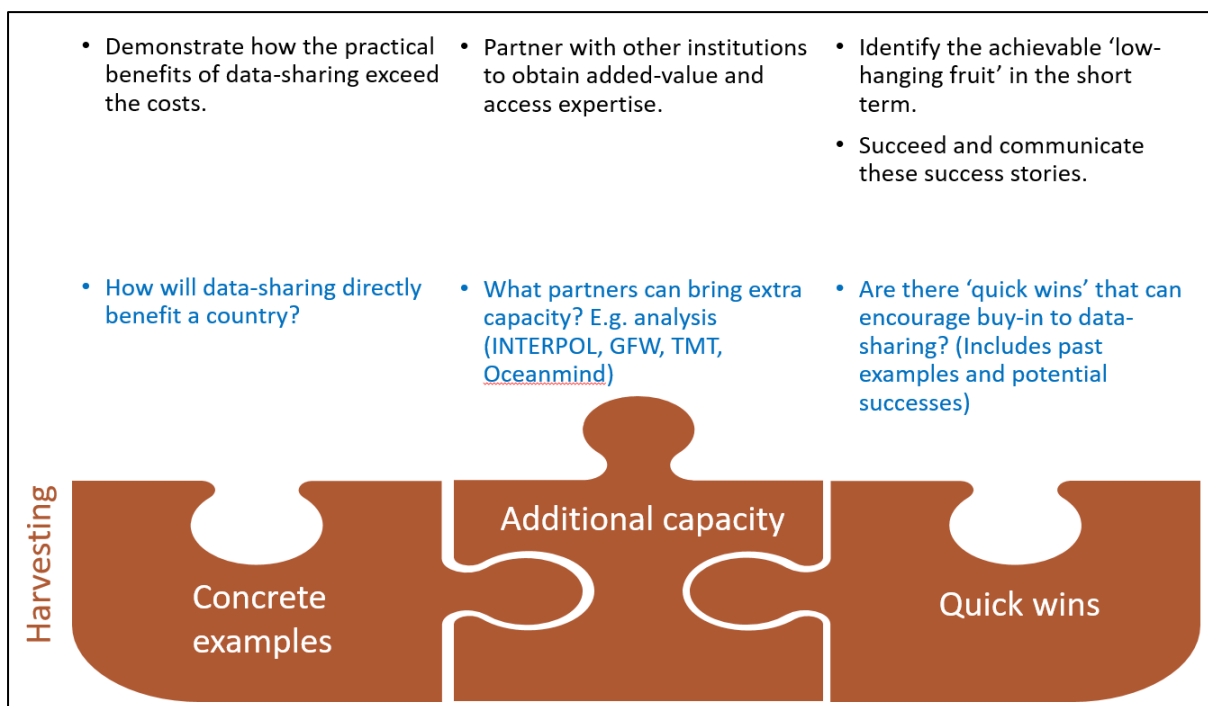 • Demonstrate how the practical
benefits of data-sharing exceed
the costs.
• Partner with other institutions
to obtain added-value and
access expertise.
• Identify the achievable ‘low-
hanging fruit’ in the short
term.
• Succeed and communicate
these success stories.
• How will data-sharing directly
benefit a country?
• What partners can bring extra
capacity? E.g. analysis
(INTERPOL, GFW, TMT,
Oceanmind)
• Are there ‘quick wins’ that can
encourage buy-in to data-
sharing? (Includes past
examples and potential
successes)
Harvesting
Concrete
examples
Additional capacity
Quick wins